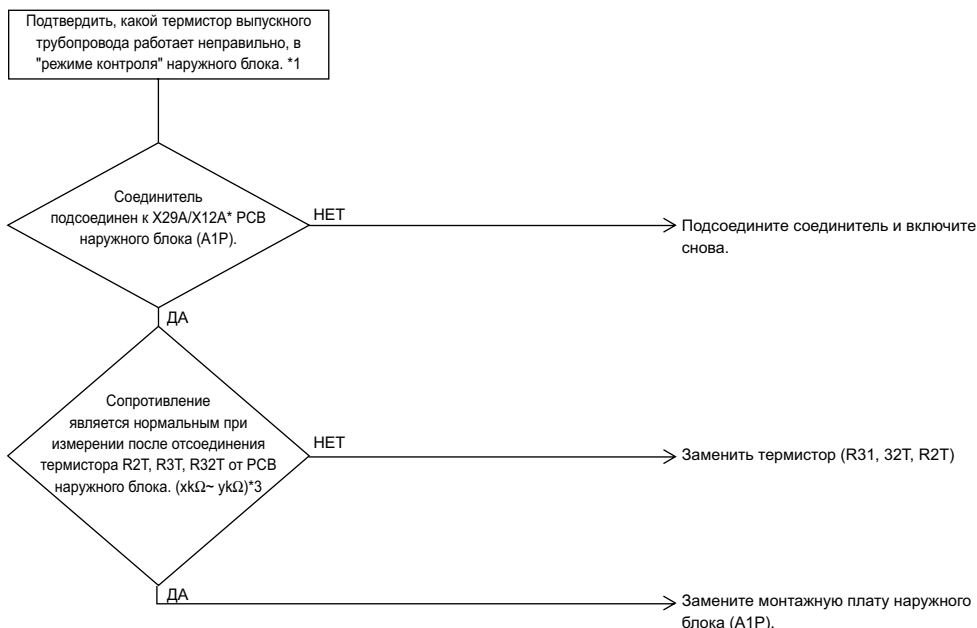 Подтвердить, какой термистор выпускного
трубопровода работает неправильно, в
"режиме контроля" наружного блока. *1
Соединитель
подсоединен к X29A/X12A* PCB
наружного блока (A1P).
НЕТ
Подсоедините соединитель и включите
снова.
ДА
Сопротивление
является нормальным при
измерении после отсоединения
термистора R2T, R3T, R32T от PCB
наружного блока. (xkΩ~ ykΩ)*3
НЕТ
Заменить термистор (R31, 32T, R2T)
ДА
Замените монтажную плату наружного
блока (A1P).